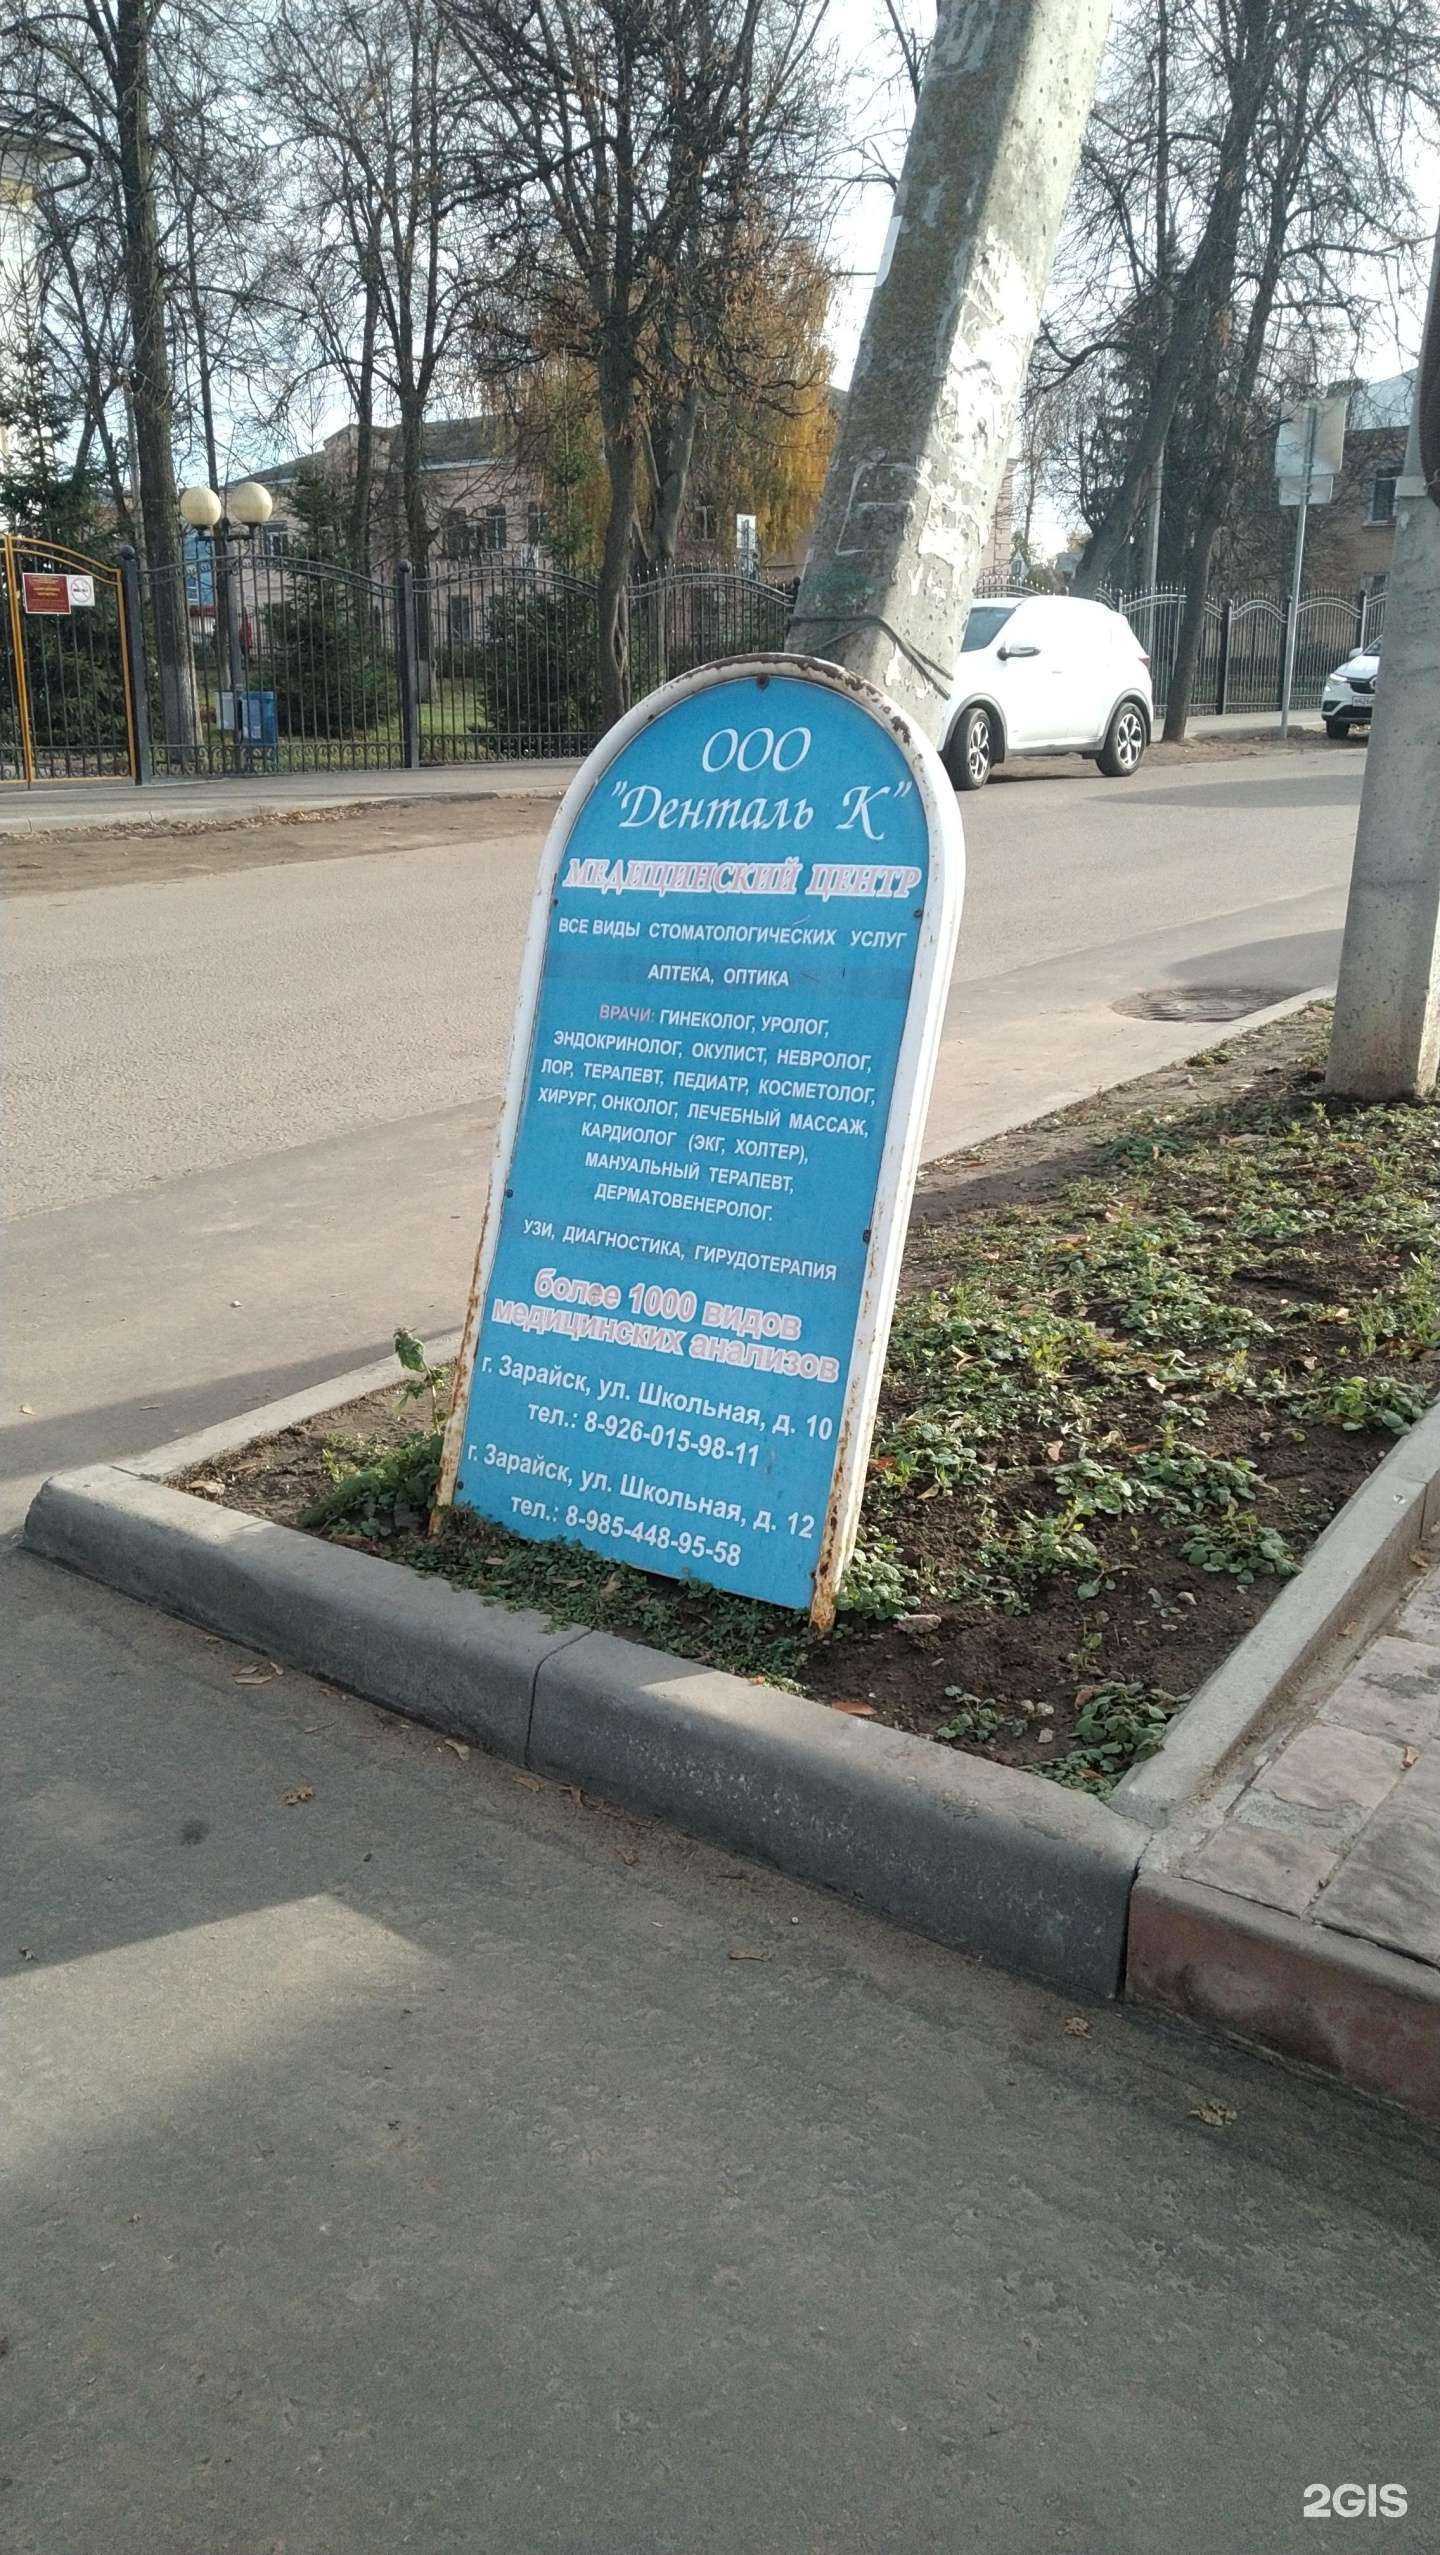 ООО
"Денталь К"
МЕДИЦИНСКИЙ ЦЕНТР
ВСЕ ВИДЫ СТОМАТОЛОГИЧЕСКИХ УСЛУГ
АПТЕКА, ОПТИКА
ВРАЧИ: ГИНЕКОЛОГ, УРОЛОГ,
ЭНДОКРИНОЛОГ, ОКУЛИСТ, НЕВРОЛОГ,
ЛОР, ТЕРАПЕВТ, ПЕДИАТР, КОСМЕТОЛОГ,
ХИРУРГ, ОНКОЛОГ, ЛЕЧЕБНЫЙ МАССАЖ,
КАРДИОЛОГ (ЭКГ, ХОЛТЕР),
МАНУАЛЬНЫЙ ТЕРАПЕВТ,
ДЕРМАТОВЕНЕРОЛОГ.
УЗИ, ДИАГНОСТИКА, ГИРУДОТЕРАПИЯ
более 1000 видов
медицинских анализов
г. Зарайск, ул. Школьная, д. 10
тел.: 8-926-015-98-11
г. Зарайск, ул. Школьная, д. 12
тел.: 8-985-448-95-58
2GIS